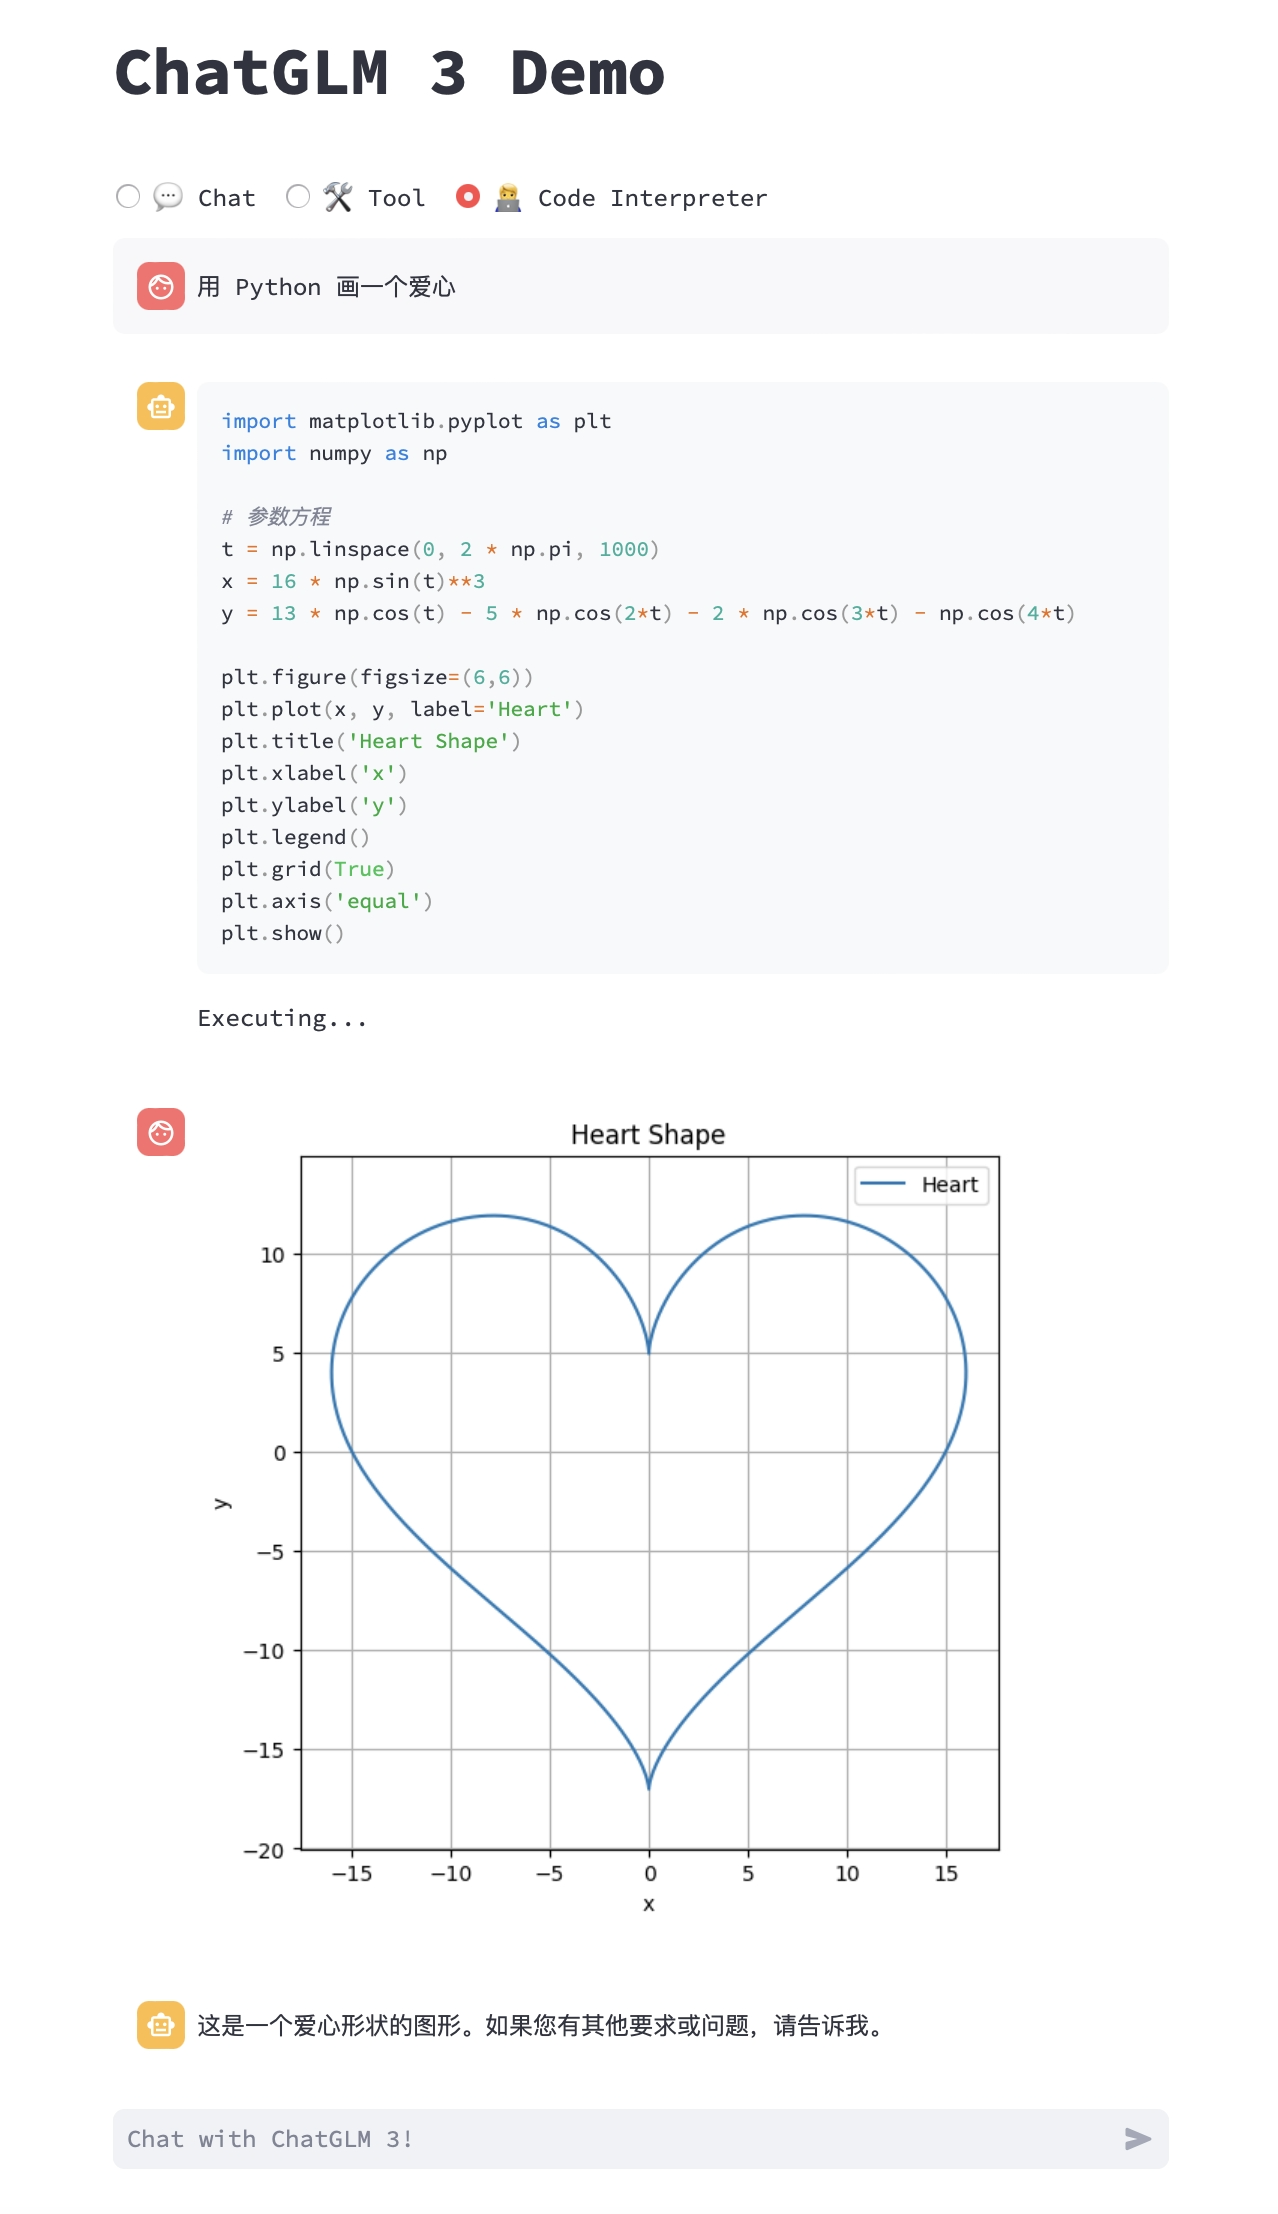 ChatGLM 3 Demo
Chat Tool Code Interpreter
用 Python 画一个爱心
import matplotlib.pyplot as plt
import numpy as np
# 参数方程
t = np.linspace(0, 2 * np.pi, 1000)
x = 16 * np.sin(t)**3
y = 13 * np.cos(t) - 5 * np.cos(2*t) - 2 * np.cos(3*t) - np.cos(4*t)
plt.figure(figsize=(6,6))
plt.plot(x, y, label='Heart')
plt.title('Heart Shape')
plt.xlabel('x')
plt.ylabel('y')
plt.legend()
plt.grid(True)
plt.axis('equal')
plt.show()
Executing...
Heart Shape
Heart
10
5
0
y
−5
−10
−15
−20
−15 −10 −5 0 5 10 15
x
这是一个爱心形状的图形。如果您有其他要求或问题，请告诉我。
Chat with ChatGLM 3!